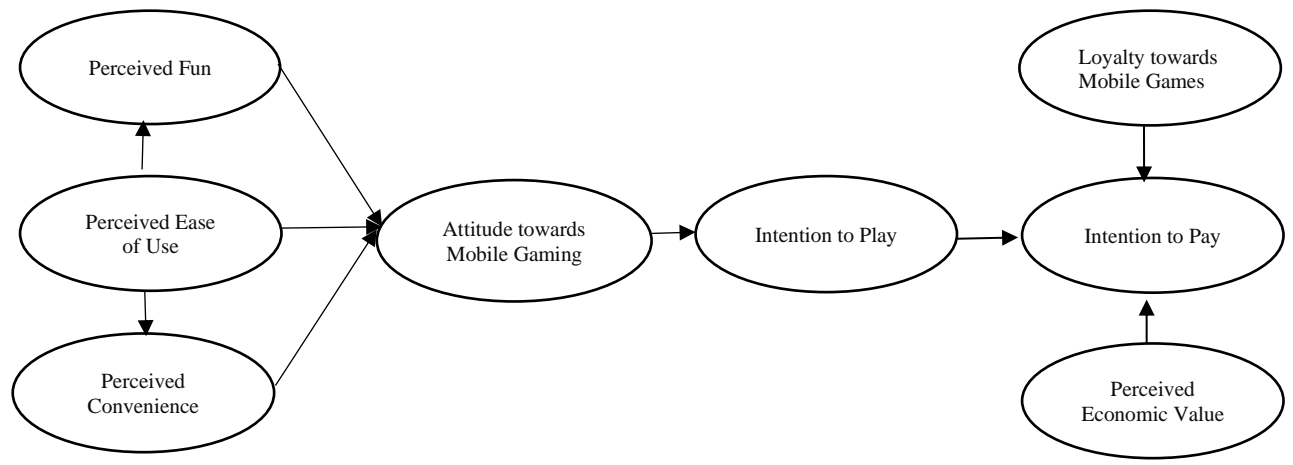 Perceived Fun
Perceived Ease
of Use
Perceived
Convenience
Attitude towards
Mobile Gaming
Intention to Play
Loyalty towards
Mobile Games
Intention to Pay
Perceived
Economic Value